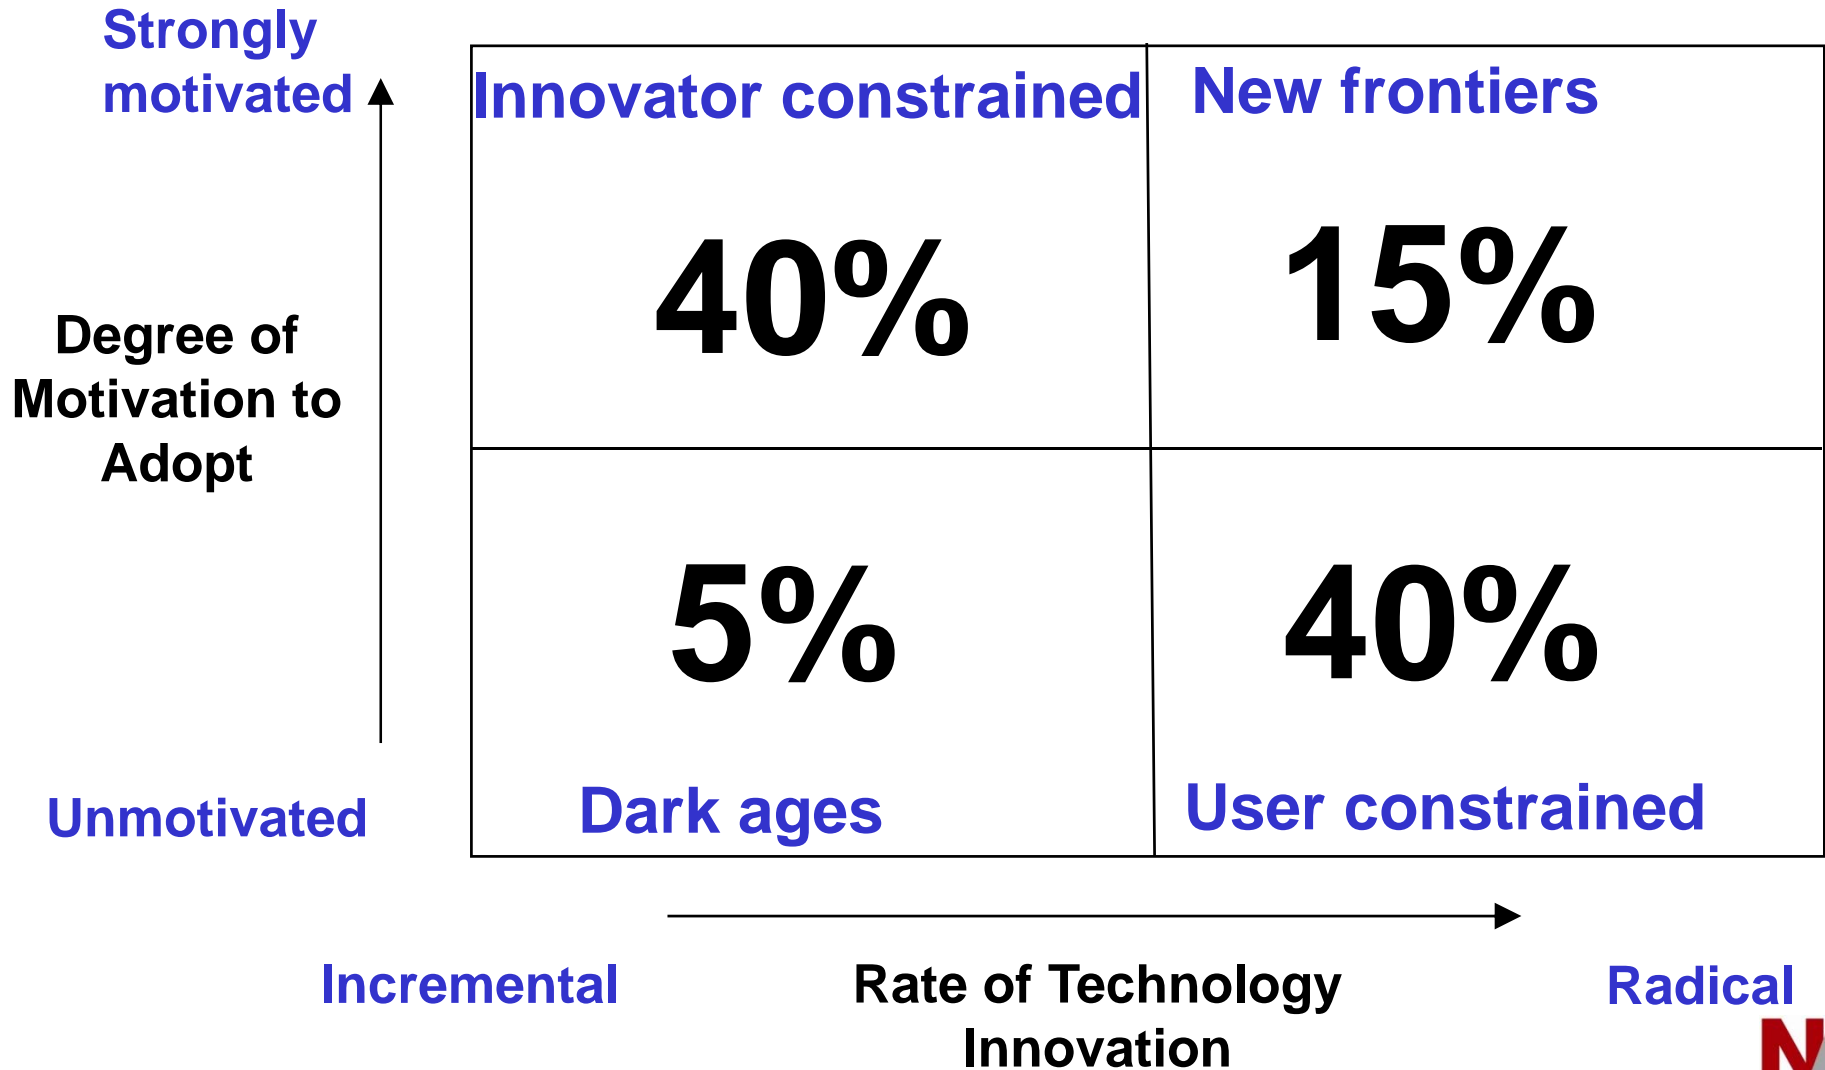 Strongly
motivated
Innovator constrained
New frontiers
40%
15%
Degree of
Motivation to
Adopt
5%
40%
Unmotivated
Dark ages
User constrained
Incremental
Rate of Technology
Innovation
Radical
N